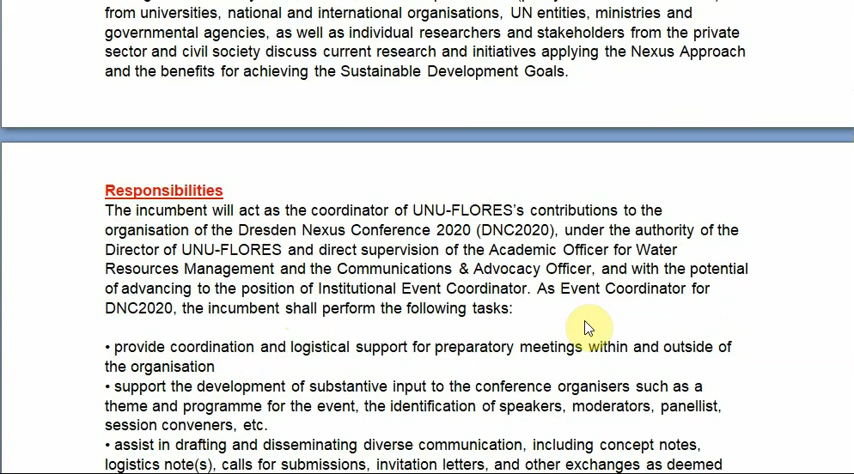 from universities, national and international organisations, UN entities, ministries and
governmental agencies, as well as individual researchers and stakeholders from the private
sector and civil society discuss current research and initiatives applying the Nexus Approach
and the benefits for achieving the Sustainable Development Goals.
Responsibilities
The incumbent will act as the coordinator of UNU-FLORES's contributions to the
organisation of the Dresden Nexus Conference 2020 (DNC2020), under the authority of the
Director of UNU-FLORES and direct supervision of the Academic Officer for Water
Resources Management and the Communications & Advocacy Officer, and with the potential
of advancing to the position of Institutional Event Coordinator. As Event Coordinator for
DNC2020, the incumbent shall perform the following tasks:
• provide coordination and logistical support for preparatory meetings within and outside of
the organisation
• support the development of substantive input to the conference organisers such as a
theme and programme for the event, the identification of speakers, moderators, panellist,
session conveners, etc.
• assist in drafting and disseminating diverse communication, including concept notes,
logistics note(s), calls for submissions, invitation letters, and other exchanges as deemed